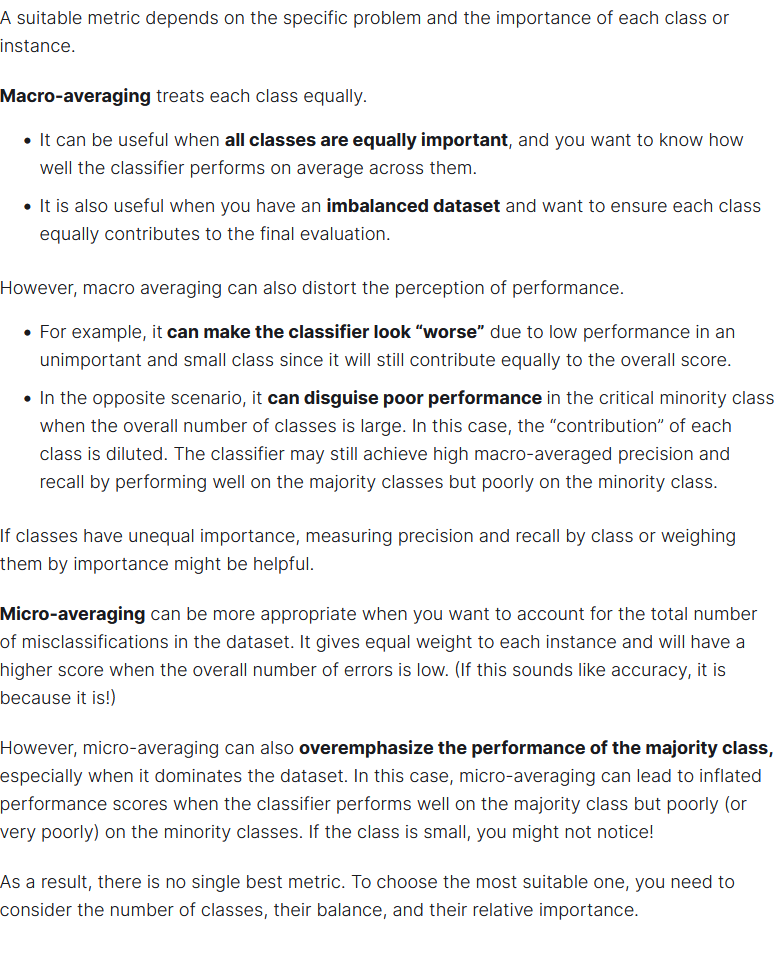 A suitable metric depends on the specific problem and the importance of each class or
instance.
Macro-averaging treats each class equally.
• It can be useful when all classes are equally important, and you want to know how
well the classifier performs on average across them.
• It is also useful when you have an imbalanced dataset and want to ensure each class
equally contributes to the final evaluation.
However, macro averaging can also distort the perception of performance.
• For example, it can make the classifier look “worse” due to low performance in an
unimportant and small class since it will still contribute equally to the overall score.
• In the opposite scenario, it can disguise poor performance in the critical minority class
when the overall number of classes is large. In this case, the “contribution” of each
class is diluted. The classifier may still achieve high macro-averaged precision and
recall by performing well on the majority classes but poorly on the minority class.
If classes have unequal importance, measuring precision and recall by class or weighing
them by importance might be helpful.
Micro-averaging can be more appropriate when you want to account for the total number
of misclassifications in the dataset. It gives equal weight to each instance and will have a
higher score when the overall number of errors is low. (If this sounds like accuracy, it is
because it is!)
However, micro-averaging can also overemphasize the performance of the majority class,
especially when it dominates the dataset. In this case, micro-averaging can lead to inflated
performance scores when the classifier performs well on the majority class but poorly (or
very poorly) on the minority classes. If the class is small, you might not notice!
As a result, there is no single best metric. To choose the most suitable one, you need to
consider the number of classes, their balance, and their relative importance.